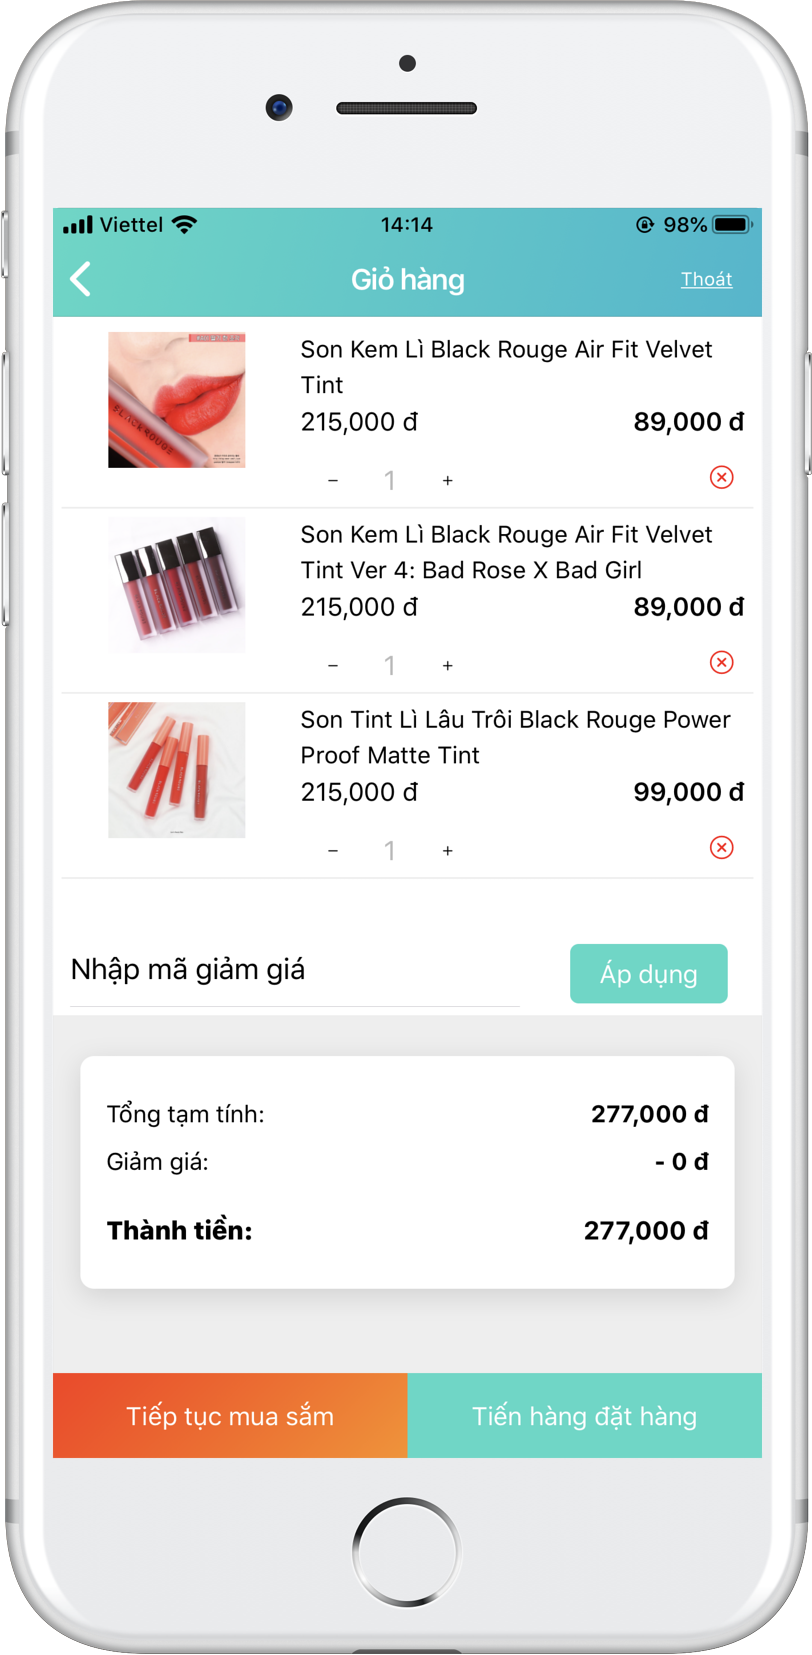 Viettel 14:14 98%
Giỏ hàng Thoát
Son Kem Lì Black Rouge Air Fit Velvet
Tint
215,000 đ 89,000 đ
− 1 +
BLACK ROUGE
Son Kem Lì Black Rouge Air Fit Velvet
Tint Ver 4: Bad Rose X Bad Girl
215,000 đ 89,000 đ
− 1 +
Son Tint Lì Lâu Trôi Black Rouge Power
Proof Matte Tint
215,000 đ 99,000 đ
− 1 +
Nhập mã giảm giá Áp dụng
Tổng tạm tính: 277,000 đ
Giảm giá: - 0 đ
Thành tiền: 277,000 đ
Tiếp tục mua sắm Tiến hàng đặt hàng